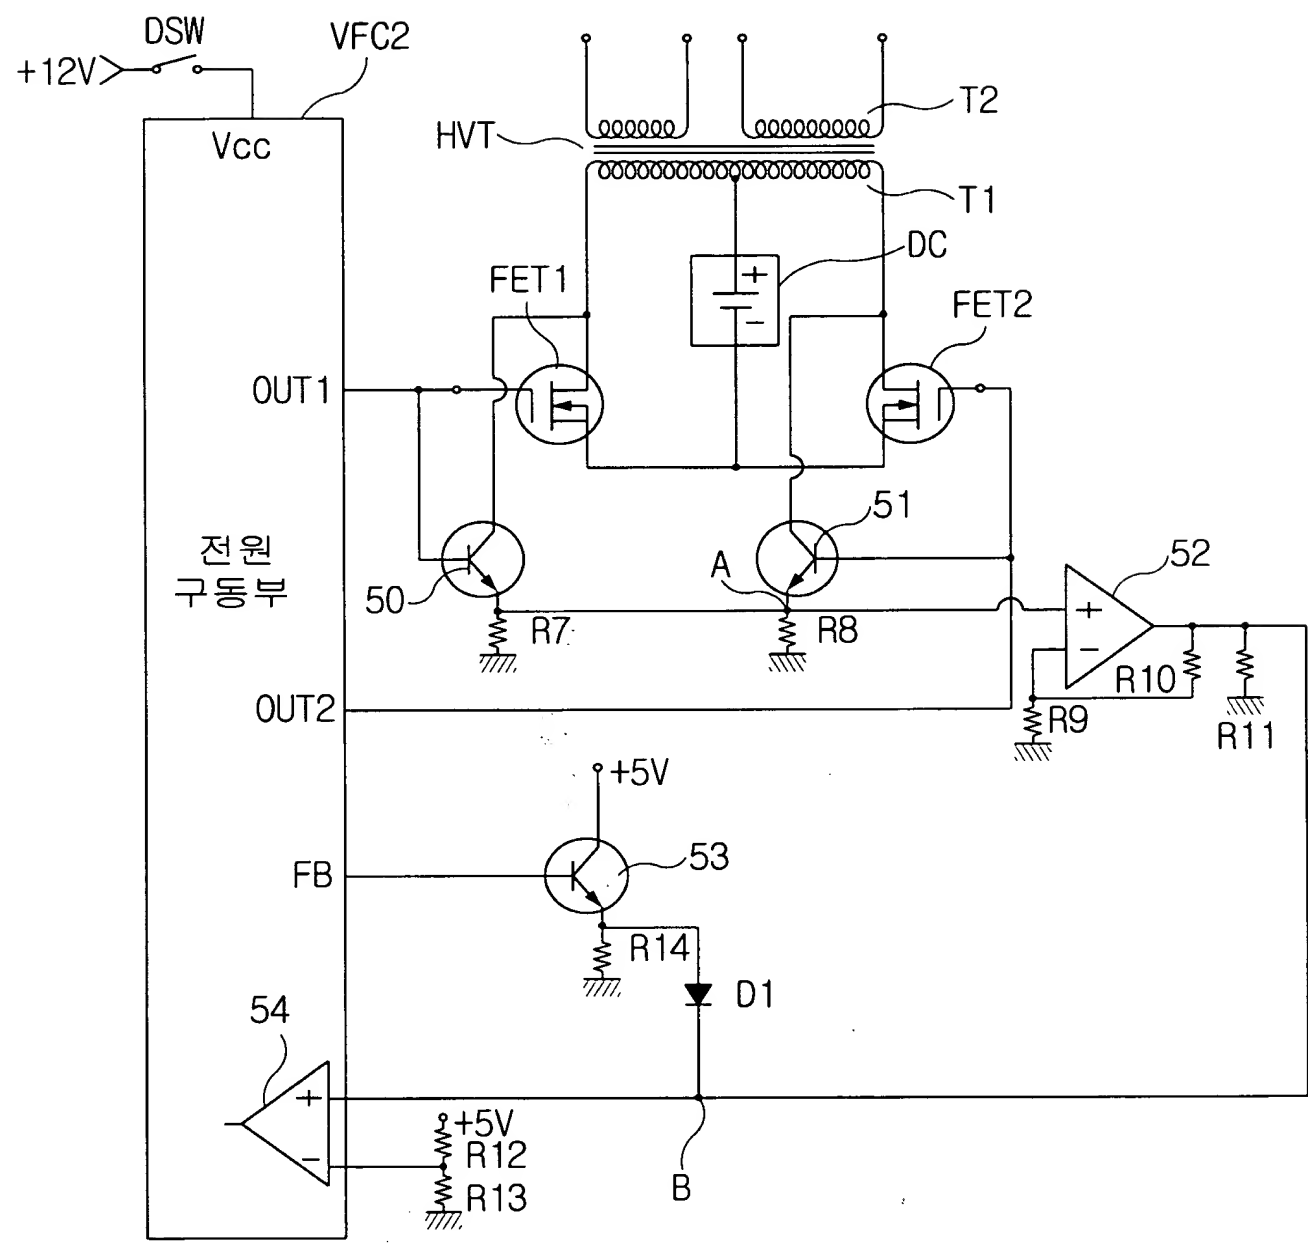 DSW
VFC2
+12V
Vcc
HVT
T2
T1
DC
+
−
FET1
FET2
OUT1
51
전원
구동부
50
A
52
R7
R8
+
−
R10
OUT2
R9
R11
+5V
FB
53
R14
D1
54
+
−
+5V
R12
R13
B